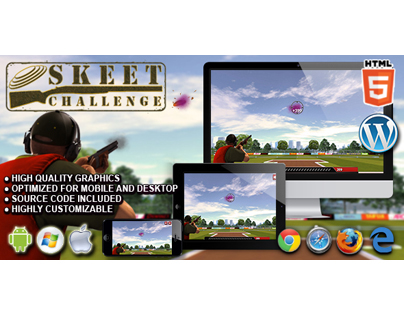 SKEET
CHALLENGE
HTML
5
• HIGH QUALITY GRAPHICS
• OPTIMIZED FOR MOBILE AND DESKTOP
• SOURCE CODE INCLUDED
• HIGHLY CUSTOMIZABLE